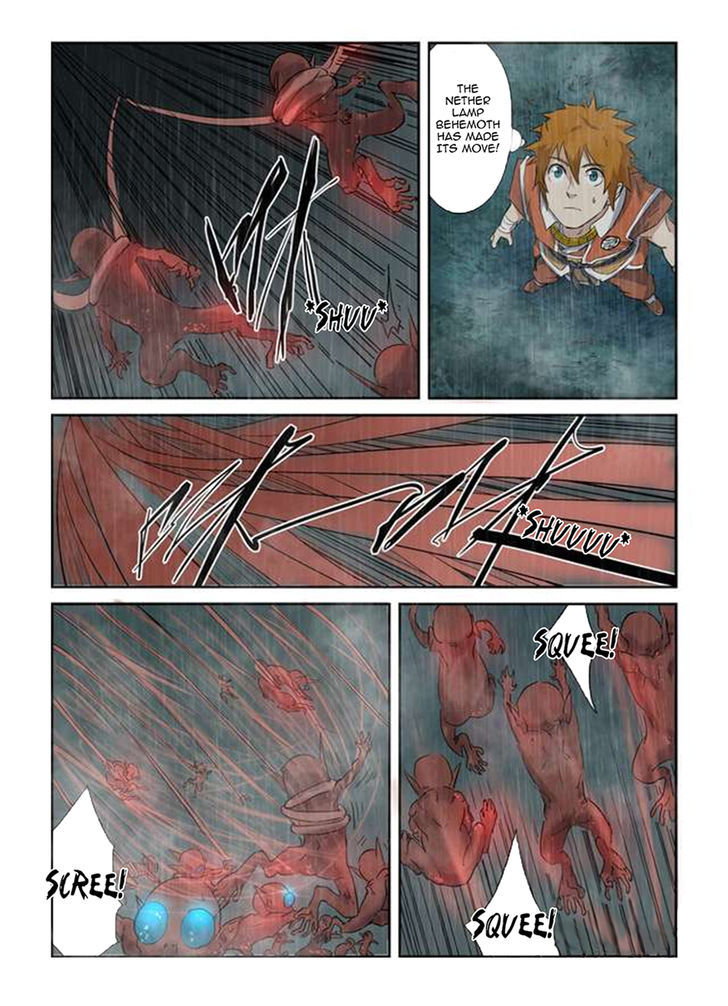 THE
NETHER
LAMP
BEHEMOTH
HAS MADE
ITS MOVE!
*SHUU*
*SHUUUU*
SCREE!
SQUEE!
SQUEE!